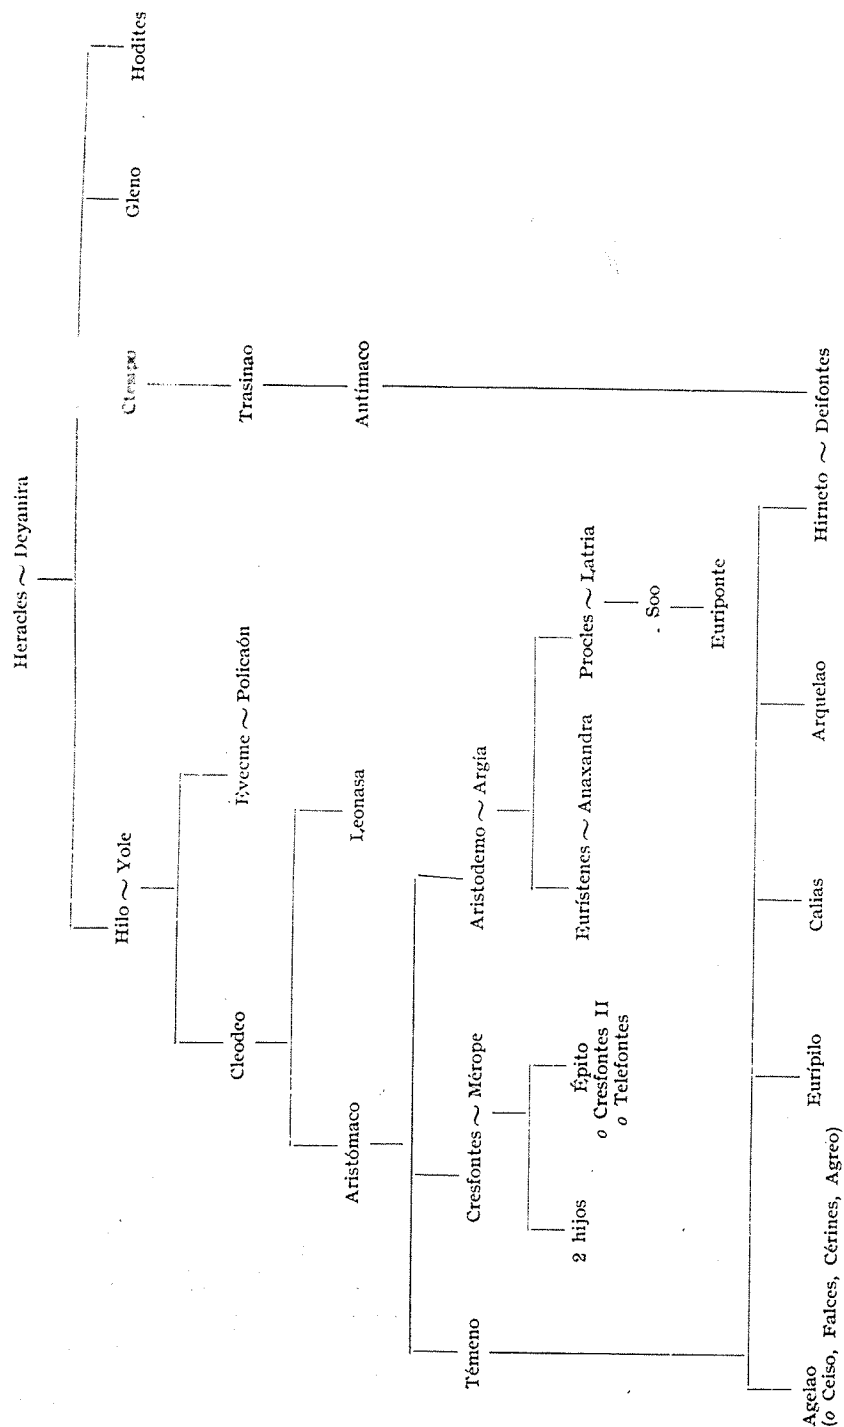 Heracles ~ Deyanira
Hilo ~ Yole
Ctesipo
Gleno
Hodites
Cleodeo
Evecme ~ Policaón
Trasinao
Aristómaco
Leonasa
Antímaco
Témeno
Cresfontes ~ Mérope
Aristodemo ~ Argía
2 hijos
Épito
o Cresfontes II
o Telefontes
Eurístenes ~ Anaxandra
Procles ~ Latria
Soo
Euriponte
Agelao
(o Ceiso, Falces, Cérines, Agreo)
Eurípilo
Calias
Arquelao
Hirneto ~ Deifontes